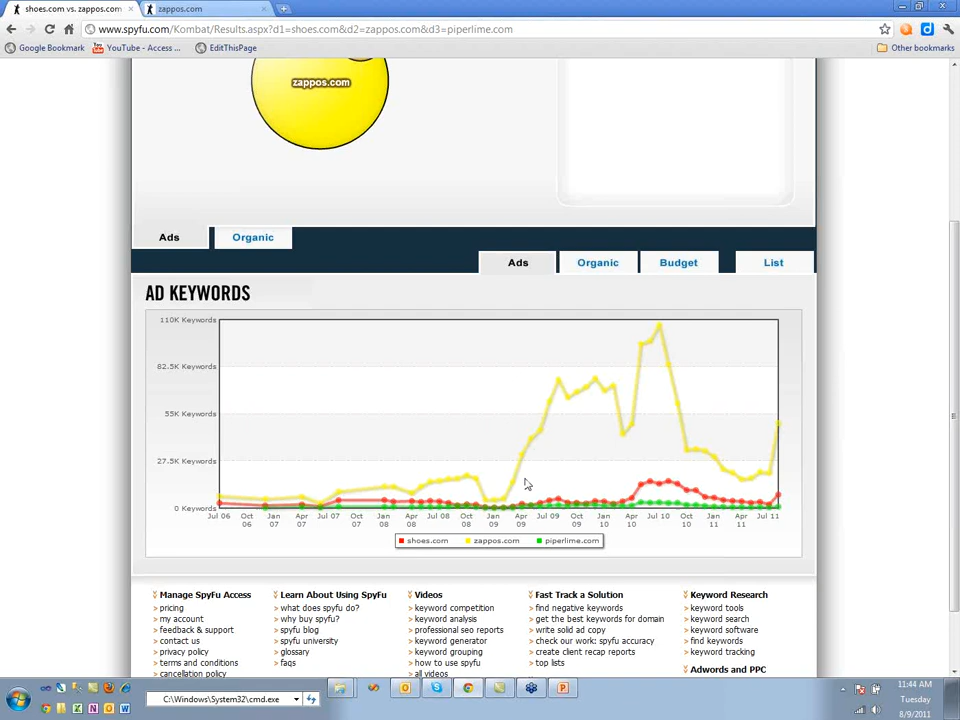 shoes.com vs. zappos.com
zappos.com
www.spyfu.com/Kombat/Results.aspx?d1=shoes.com&d2=zappos.com&d3=piperlime.com
Google Bookmark
YouTube - Access ...
EditThisPage
Other bookmarks
zappos.com
Ads
Organic
Ads
Organic
Budget
List
AD KEYWORDS
110K Keywords
82.5K Keywords
55K Keywords
27.5K Keywords
0 Keywords
Jul 06
Oct 06
Jan 07
Apr 07
Jul 07
Oct 07
Jan 08
Apr 08
Jul 08
Oct 08
Jan 09
Apr 09
Jul 09
Oct 09
Jan 10
Apr 10
Jul 10
Oct 10
Jan 11
Apr 11
Jul 11
shoes.com
zappos.com
piperlime.com
Manage SpyFu Access
> pricing
> my account
> feedback & support
> contact us
> privacy policy
> terms and conditions
> cancellation policy
Learn About Using SpyFu
> what does spyfu do?
> why buy spyfu?
> spyfu blog
> spyfu university
> glossary
> faqs
Videos
> keyword competition
> keyword analysis
> professional seo reports
> keyword generator
> keyword grouping
> how to use spyfu
> all videos
Fast Track a Solution
> find negative keywords
> get the best keywords for domain
> write solid ad copy
> check our work: spyfu accuracy
> create client recap reports
> top lists
Keyword Research
> keyword tools
> keyword search
> keyword software
> find keywords
> keyword tracking
Adwords and PPC
C:\Windows\System32\cmd.exe
11:44 AM
Tuesday
8/9/2011